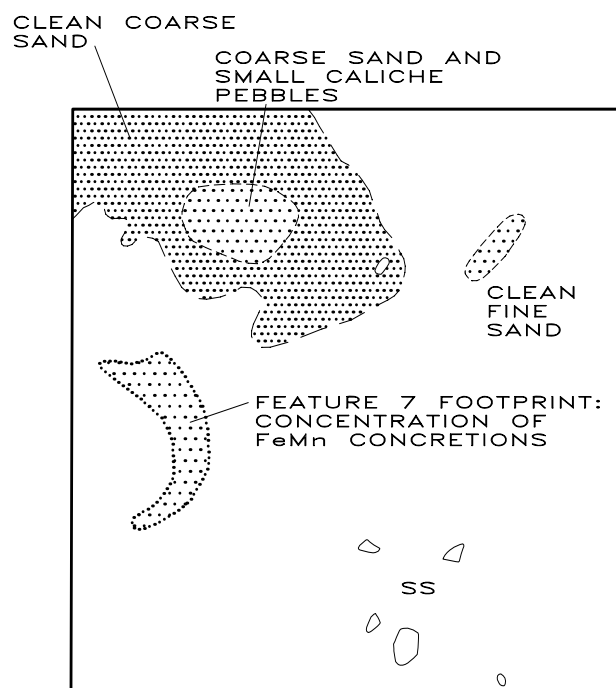 CLEAN COARSE
SAND
COARSE SAND AND
SMALL CALICHE
PEBBLES
CLEAN
FINE
SAND
FEATURE 7 FOOTPRINT:
CONCENTRATION OF
FeMn CONCRETIONS
SS